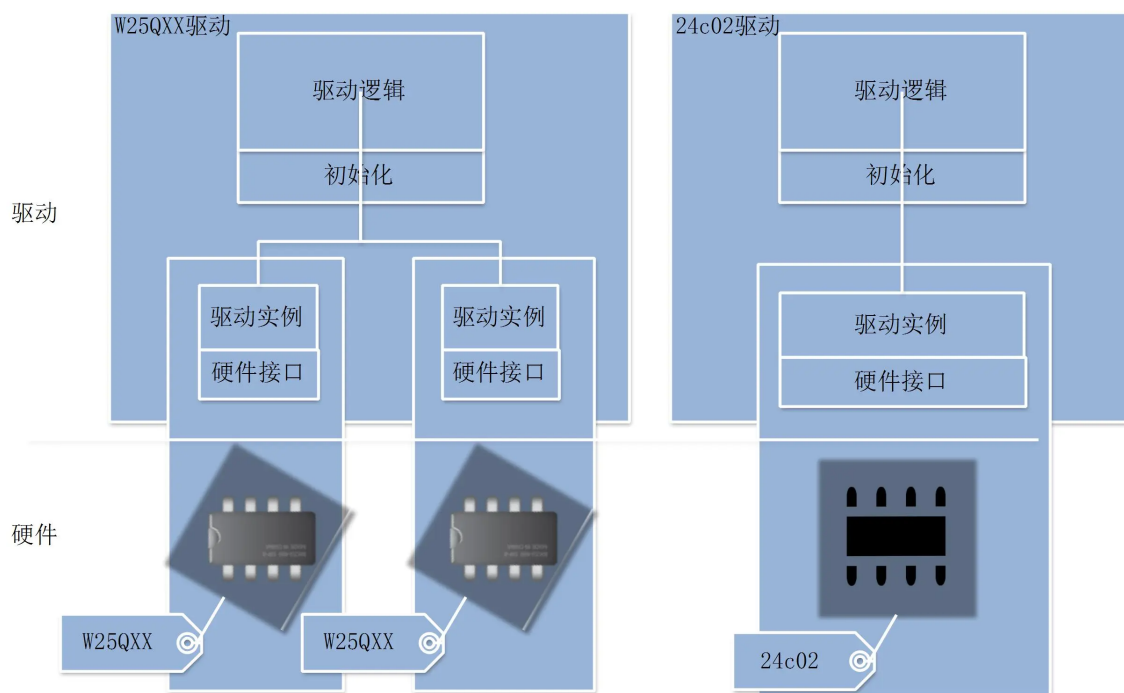 W25QXX驱动
24c02驱动
驱动逻辑
驱动逻辑
初始化
初始化
驱动
驱动实例
驱动实例
驱动实例
硬件接口
硬件接口
硬件接口
硬件
W25QXX
W25QXX
24c02